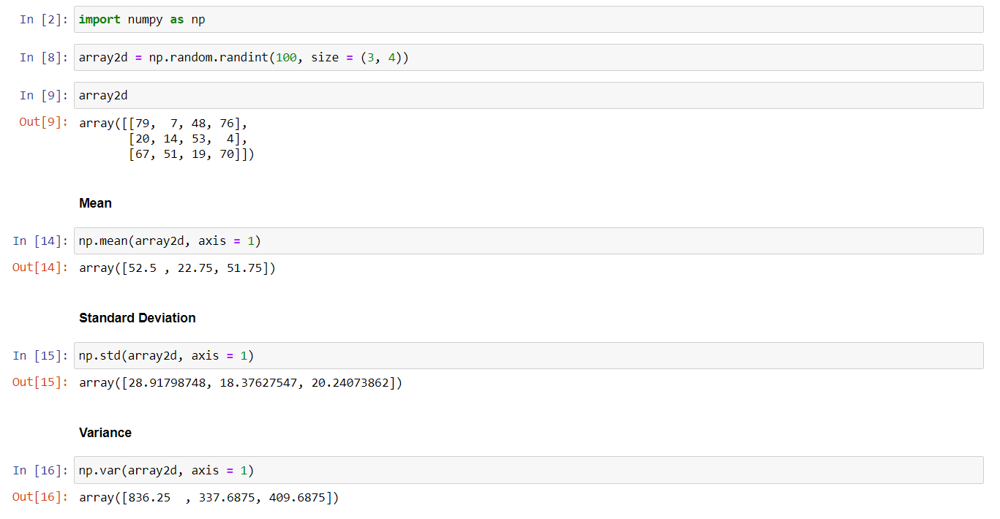 In [2]: import numpy as np
In [8]: array2d = np.random.randint(100, size = (3, 4))
In [9]: array2d
Out[9]: array([[79,  7, 48, 76],
       [20, 14, 53,  4],
       [67, 51, 19, 70]])
Mean
In [14]: np.mean(array2d, axis = 1)
Out[14]: array([52.5 , 22.75, 51.75])
Standard Deviation
In [15]: np.std(array2d, axis = 1)
Out[15]: array([28.91798748, 18.37627547, 20.24073862])
Variance
In [16]: np.var(array2d, axis = 1)
Out[16]: array([836.25  , 337.6875, 409.6875])